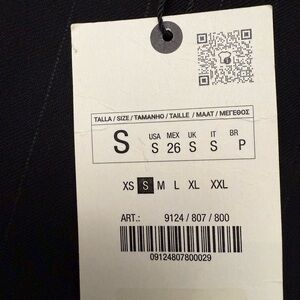 TALLA / SIZE / TAMANHO / TAILLE / MAAT / ΜΕΓΕΘΟΣ
USA MEX UK IT BR
S S 26 S S P
XS S M L XL XXL
ART.: 9124 / 807 / 800
09124807800029